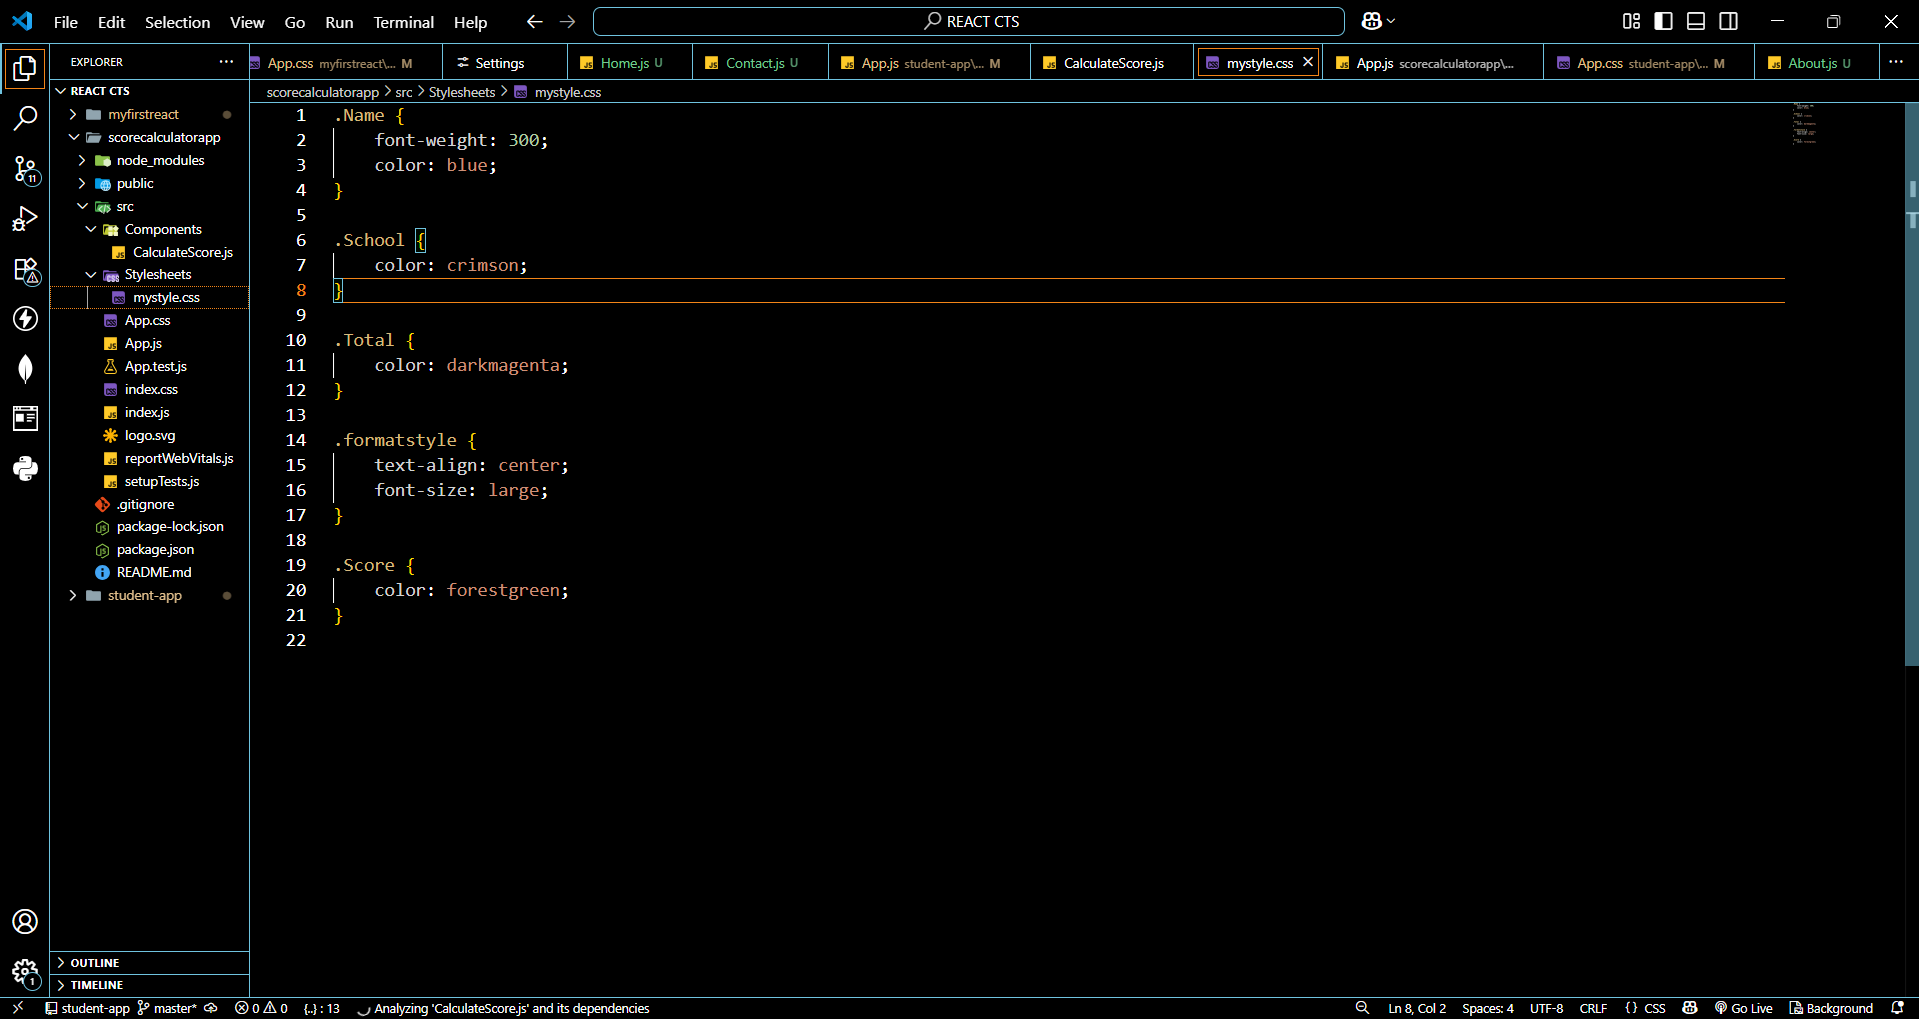 File Edit Selection View Go Run Terminal Help REACT CTS
EXPLORER
App.css myfirstreact\... M Settings Home.js U Contact.js U App.js student-app\... M CalculateScore.js mystyle.css App.js scorecalculatorapp\... App.css student-app\... M About.js U
REACT CTS
myfirstreact
scorecalculatorapp
node_modules
public
src
Components
CalculateScore.js
Stylesheets
mystyle.css
App.css
App.js
App.test.js
index.css
index.js
logo.svg
reportWebVitals.js
setupTests.js
.gitignore
package-lock.json
package.json
README.md
student-app
OUTLINE
TIMELINE
11
1
scorecalculatorapp > src > Stylesheets > mystyle.css
1 .Name {
2 font-weight: 300;
3 color: blue;
4 }
5
6 .School {
7 color: crimson;
8 }
9
10 .Total {
11 color: darkmagenta;
12 }
13
14 .formatstyle {
15 text-align: center;
16 font-size: large;
17 }
18
19 .Score {
20 color: forestgreen;
21 }
22
student-app master* 0 0 {..} : 13 Analyzing 'CalculateScore.js' and its dependencies Ln 8, Col 2 Spaces: 4 UTF-8 CRLF {} CSS Go Live Background